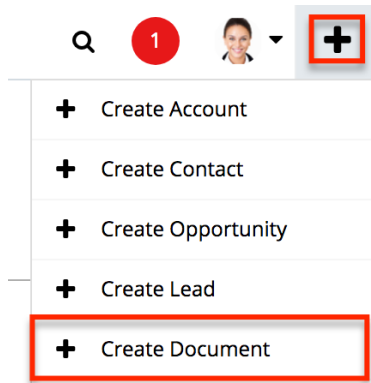 1
Create Account
Create Contact
Create Opportunity
Create Lead
Create Document